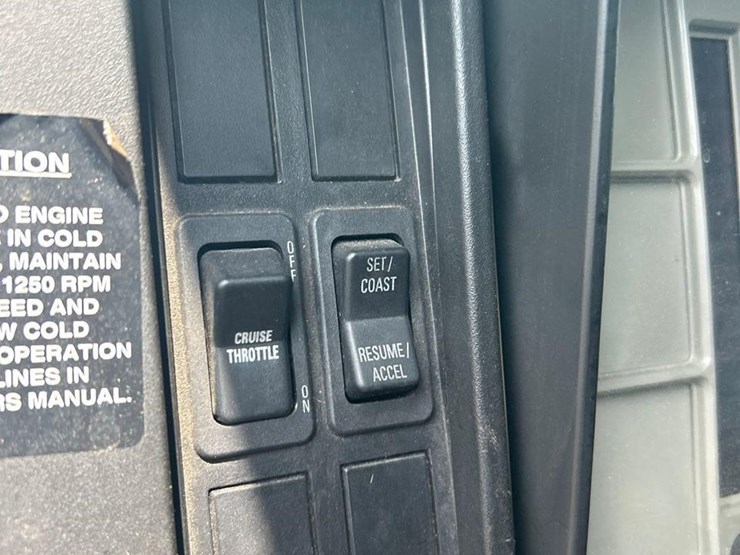 TION
ENGINE
IN COLD
, MAINTAIN
1250 RPM
EED AND
W COLD
OPERATION
LINES IN
RS MANUAL.
OFF
CRUISE
THROTTLE
ON
SET/
COAST
RESUME/
ACCEL